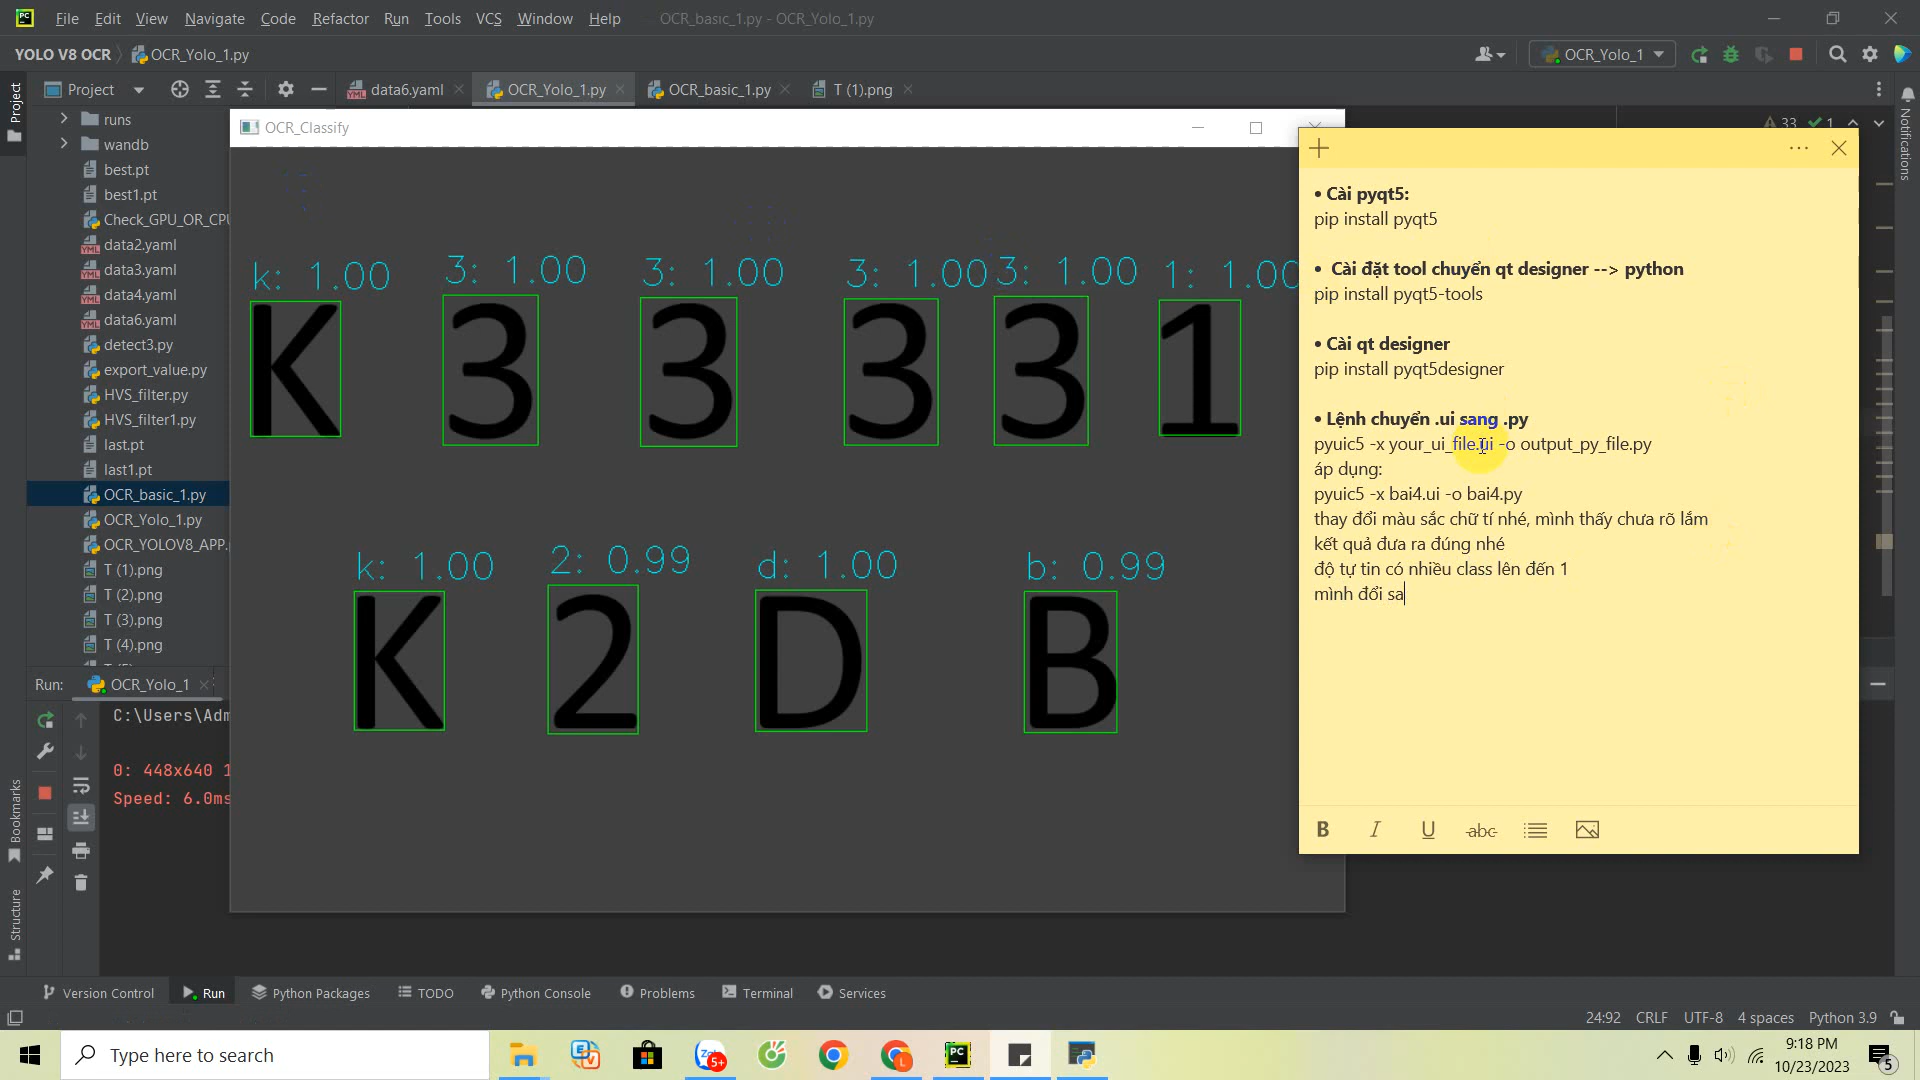 File Edit View Navigate Code Refactor Run Tools VCS Window Help OCR_basic_1.py - OCR_Yolo_1.py
YOLO V8 OCR OCR_Yolo_1.py OCR_Yolo_1
Project data6.yaml OCR_Yolo_1.py OCR_basic_1.py T (1).png
Project
Notifications
Bookmarks
Structure
runs
wandb
best.pt
best1.pt
Check_GPU_OR_CPU
data2.yaml
data3.yaml
data4.yaml
data6.yaml
detect3.py
export_value.py
HVS_filter.py
HVS_filter1.py
last.pt
last1.pt
OCR_basic_1.py
OCR_Yolo_1.py
OCR_YOLOV8_APP.
T (1).png
T (2).png
T (3).png
T (4).png
33 1
OCR_Classify
k: 1.00 3: 1.00 3: 1.00 3: 1.00 3: 1.00 1: 1.00
K 3 3 3 3 1
k: 1.00 2: 0.99 d: 1.00 b: 0.99
K 2 D B
• Cài pyqt5:
pip install pyqt5
• Cài đặt tool chuyển qt designer --> python
pip install pyqt5-tools
• Cài qt designer
pip install pyqt5designer
• Lệnh chuyển .ui sang .py
pyuic5 -x your_ui_file.ui -o output_py_file.py
áp dụng:
pyuic5 -x bai4.ui -o bai4.py
thay đổi màu sắc chữ tí nhé, mình thấy chưa rõ lắm
kết quả đưa ra đúng nhé
độ tự tin có nhiều class lên đến 1
mình đổi sa
B I U abc
Run: OCR_Yolo_1
C:\Users\Adm
0: 448x640 1
Speed: 6.0ms
Version Control Run Python Packages TODO Python Console Problems Terminal Services
24:92 CRLF UTF-8 4 spaces Python 3.9
Type here to search
5+
9:18 PM
10/23/2023
5